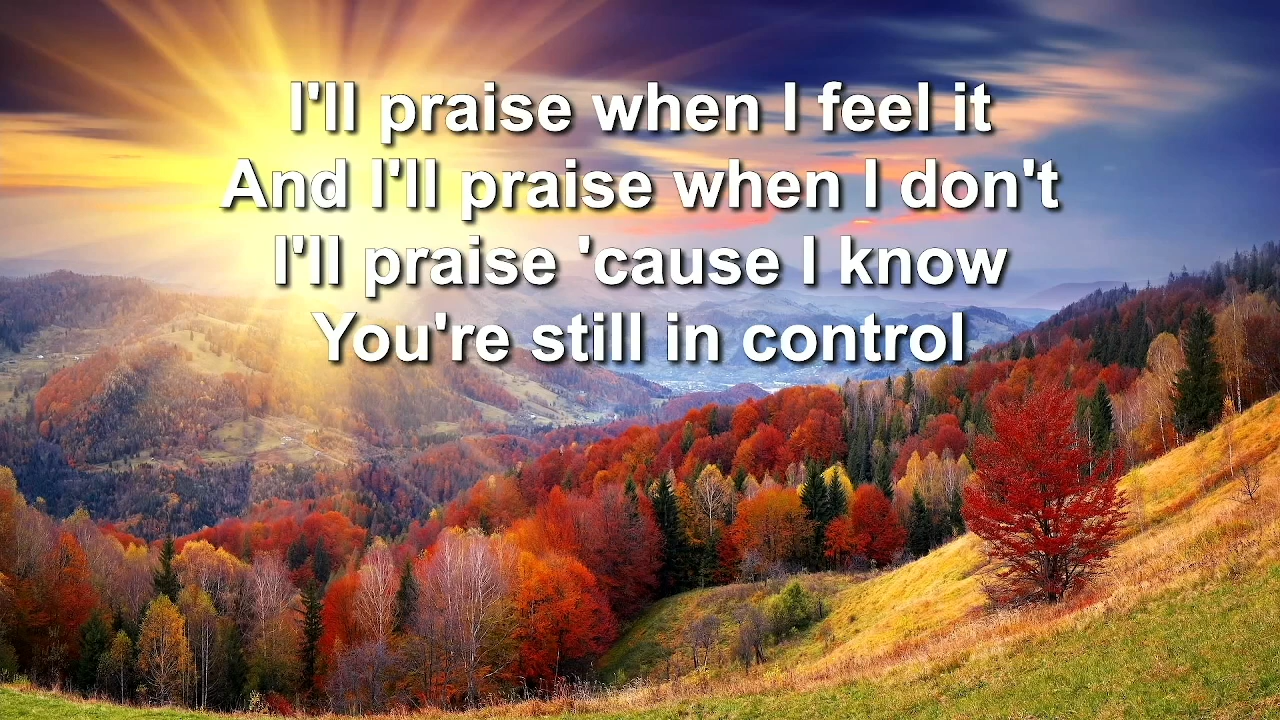 I'll praise when I feel it
And I'll praise when I don't
I'll praise 'cause I know
You're still in control